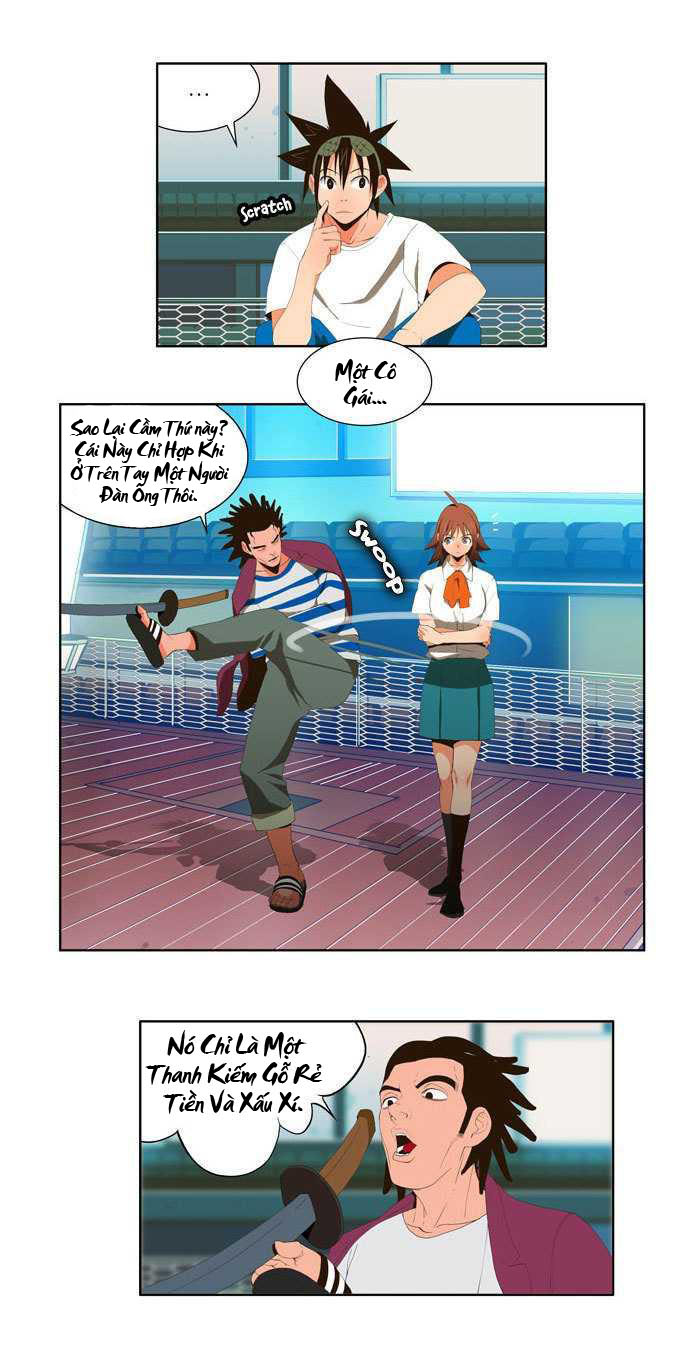 ...
Scratch
Một Cô
Gái...
Sao Lại Cầm Thứ này?
Cái Này Chỉ Hợp Khi
Ở Trên Tay Một Người
Đàn Ông Thôi.
Swoop
Nó Chỉ Là Một
Thanh Kiếm Gỗ Rẻ
Tiền Và Xấu Xí.